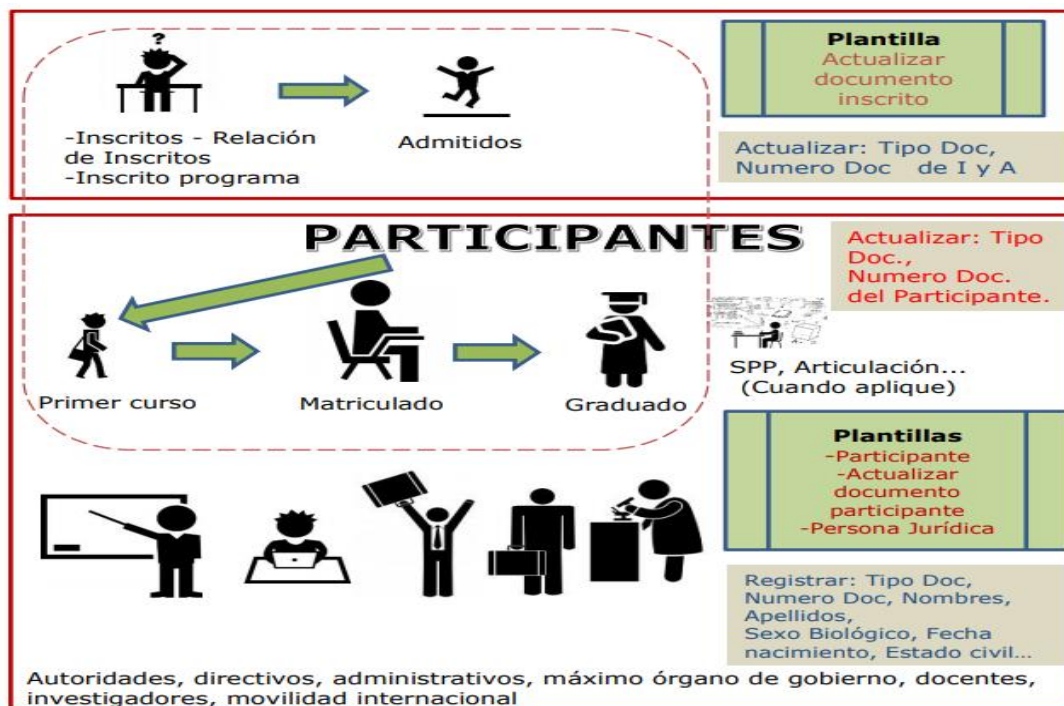 ?
-Inscritos - Relación
de Inscritos
-Inscrito programa
Admitidos
Plantilla
Actualizar
documento
inscrito
Actualizar: Tipo Doc,
Numero Doc de I y A
PARTICIPANTES
Actualizar: Tipo
Doc.,
Numero Doc.
del Participante.
Primer curso
Matriculado
Graduado
SPP, Articulación...
(Cuando aplique)
Plantillas
-Participante
-Actualizar
documento
participante
-Persona Jurídica
Registrar: Tipo Doc,
Numero Doc, Nombres,
Apellidos,
Sexo Biológico, Fecha
nacimiento, Estado civil...
Autoridades, directivos, administrativos, máximo órgano de gobierno, docentes,
investigadores, movilidad internacional